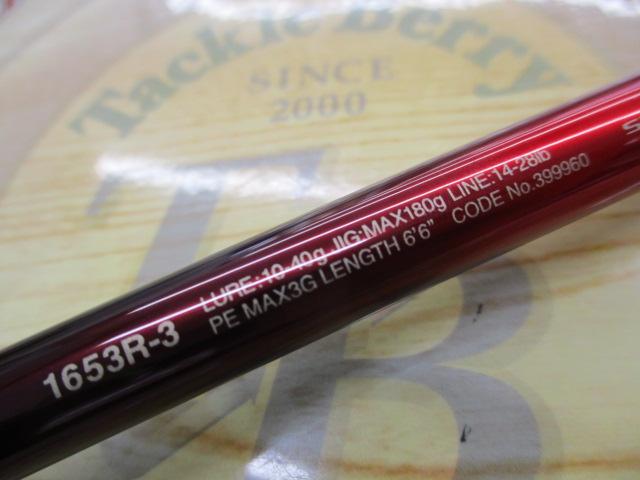 Tackle Berry
SINCE
2000
TB
1653R-3
LURE:10-40g JIG:MAX180g LINE:14-28lb
PE MAX3G LENGTH 6'6" CODE No.399960
S